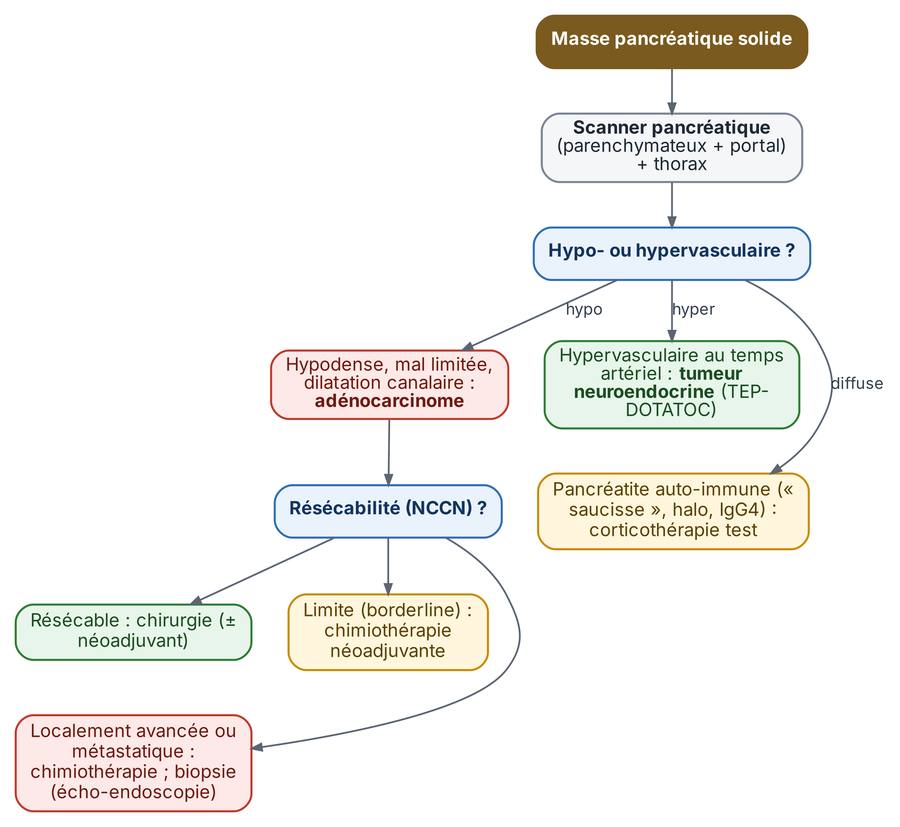 Masse pancréatique solide
Scanner pancréatique
(parenchymateux + portal)
+ thorax
Hypo- ou hypervasculaire ?
hypo
hyper
diffuse
Hypodense, mal limitée,
dilatation canalaire :
adénocarcinome
Hypervasculaire au temps
artériel : tumeur
neuroendocrine (TEP-
DOTATOC)
Pancréatite auto-immune («
saucisse », halo, IgG4) :
corticothérapie test
Résécabilité (NCCN) ?
Résécable : chirurgie (±
néoadjuvant)
Limite (borderline) :
chimiothérapie
néoadjuvante
Localement avancée ou
métastatique :
chimiothérapie ; biopsie
(écho-endoscopie)